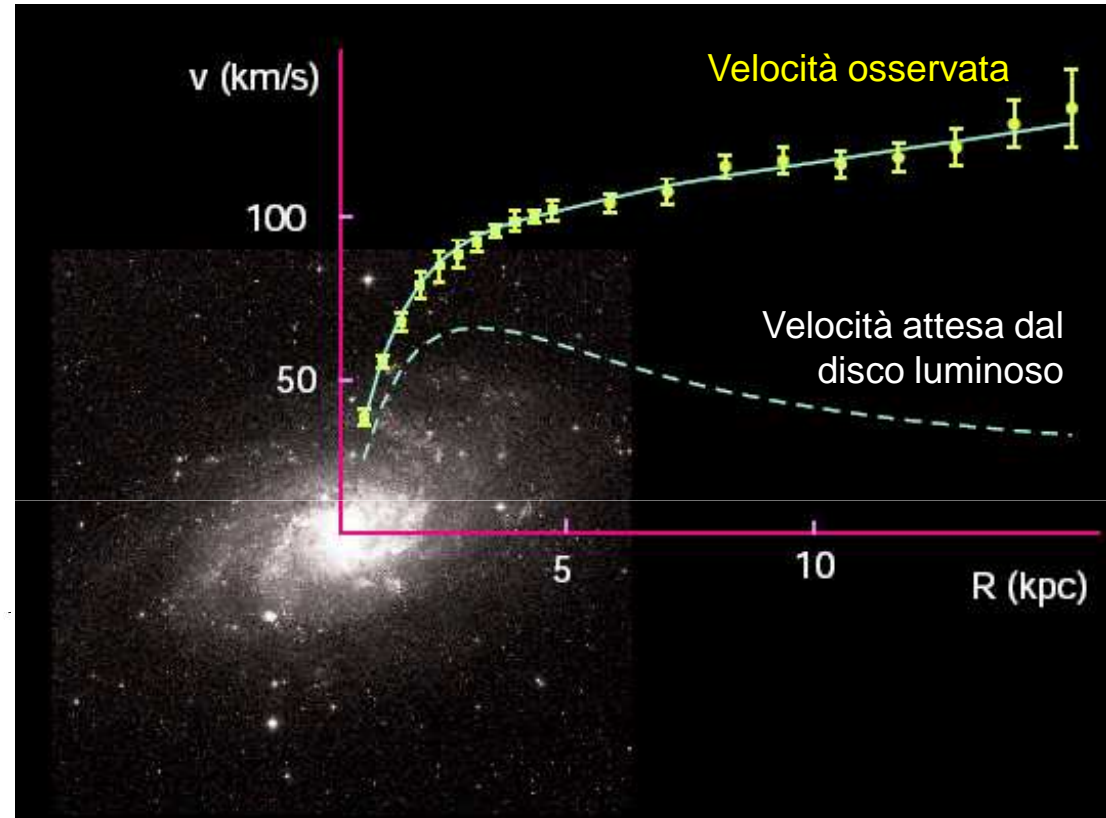 v (km/s)
Velocità osservata
100
Velocità attesa dal
disco luminoso
50
5
10
R (kpc)